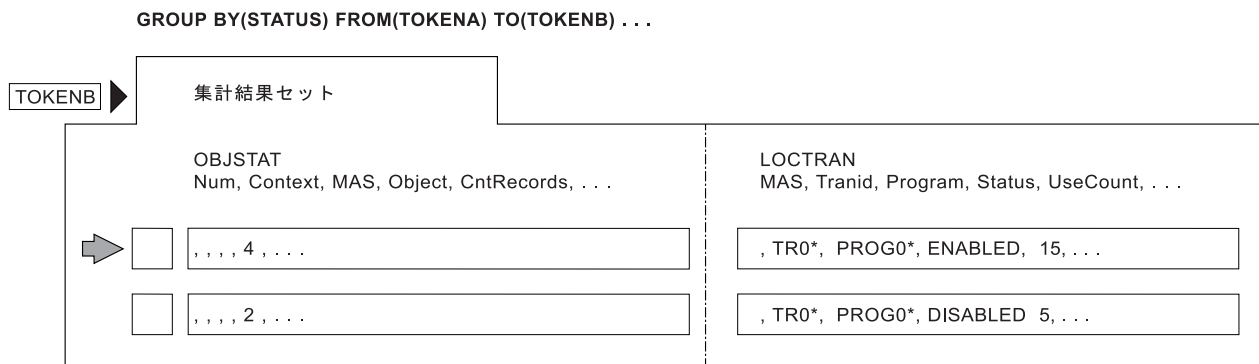 GROUP BY(STATUS) FROM(TOKENA) TO(TOKENB) . . .
TOKENB
集計結果セット
OBJSTAT
Num, Context, MAS, Object, CntRecords, . . .
LOCTRAN
MAS, Tranid, Program, Status, UseCount, . . .
, , , , 4 , . . .
, TR0*, PROG0*, ENABLED, 15, . . .
, , , , 2 , . . .
, TR0*, PROG0*, DISABLED 5, . . .